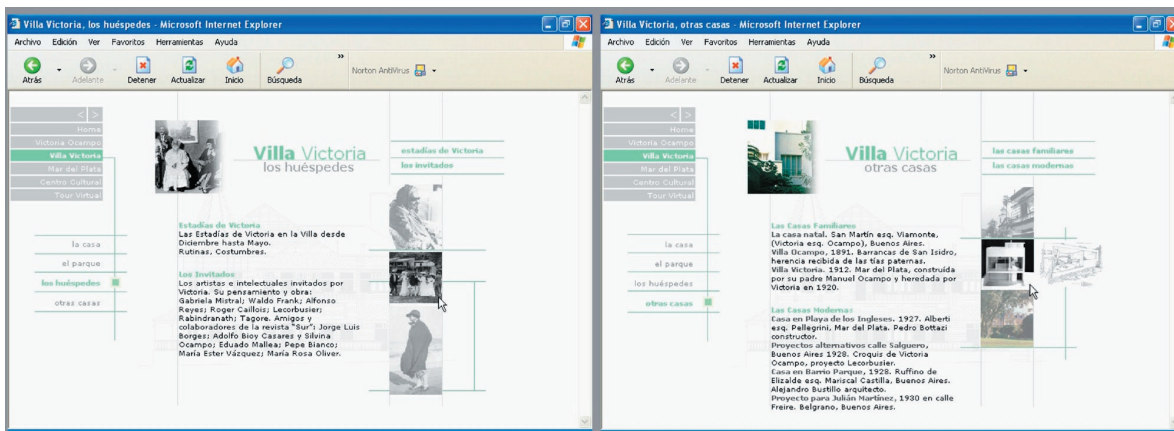 Villa Victoria, los huéspedes - Microsoft Internet Explorer
Archivo Edición Ver Favoritos Herramientas Ayuda
Atrás Adelante Detener Actualizar Inicio Búsqueda » Norton AntiVirus
< >
Home
Victoria Ocampo
Villa Victoria
Mar del Plata
Centro Cultural
Tour Virtual
la casa
el parque
los huéspedes
otras casas
Villa Victoria
los huéspedes
estadías de Victoria
los invitados
Estadías de Victoria
Las Estadías de Victoria en la Villa desde
Diciembre hasta Mayo.
Rutinas, Costumbres.
Los Invitados
Los artistas e intelectuales invitados por
Victoria. Su pensamiento y obra:
Gabriela Mistral; Waldo Frank; Alfonso
Reyes; Roger Caillois; Lecorbusier;
Rabindranath; Tagore. Amigos y
colaboradores de la revista "Sur": Jorge Luis
Borges; Adolfo Bioy Casares y Silvina
Ocampo; Eduado Mallea; Pepe Bianco;
María Ester Vázquez; María Rosa Oliver.
Villa Victoria, otras casas - Microsoft Internet Explorer
Archivo Edición Ver Favoritos Herramientas Ayuda
Atrás Adelante Detener Actualizar Inicio Búsqueda » Norton AntiVirus
< >
Home
Victoria Ocampo
Villa Victoria
Mar del Plata
Centro Cultural
Tour Virtual
la casa
el parque
los huéspedes
otras casas
Villa Victoria
otras casas
las casas familiares
las casas modernas
Las Casas Familiares
La casa natal. San Martín esq. Viamonte,
(Victoria esq. Ocampo), Buenos Aires.
Villa Ocampo, 1891. Barrancas de San Isidro,
herencia recibida de las tías paternas.
Villa Victoria. 1912. Mar del Plata, construida
por su padre Manuel Ocampo y heredada por
Victoria en 1920.
Las Casas Modernas
Casa en Playa de los Ingleses. 1927. Alberti
esq. Pellegrini, Mar del Plata. Pedro Bottazi
constructor.
Proyectos alternativos calle Salguero,
Buenos Aires 1928. Croquis de Victoria
Ocampo, proyecto Lecorbusier.
Casa en Barrio Parque, 1928. Ruffino de
Elizalde esq. Mariscal Castilla, Buenos Aires.
Alejandro Bustillo arquitecto.
Proyecto para Julián Martínez, 1930 en calle
Freire. Belgrano, Buenos Aires.